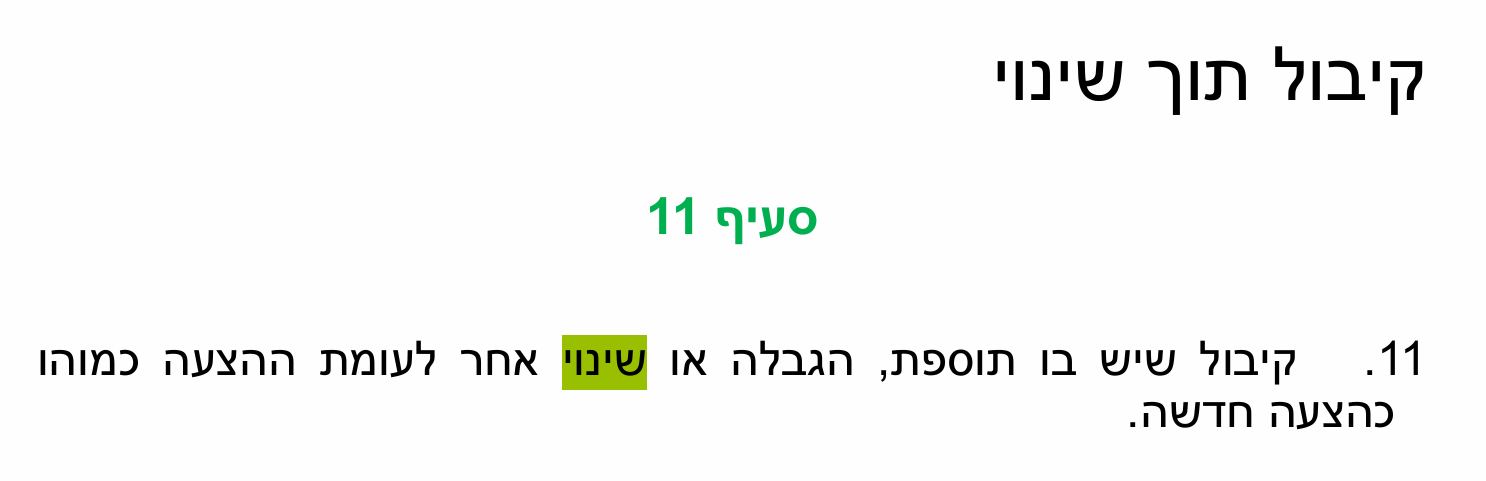 קיבול תוך שינוי
סעיף 11
11. קיבול שיש בו תוספת, הגבלה או שינוי אחר לעומת ההצעה כמוהו
כהצעה חדשה.